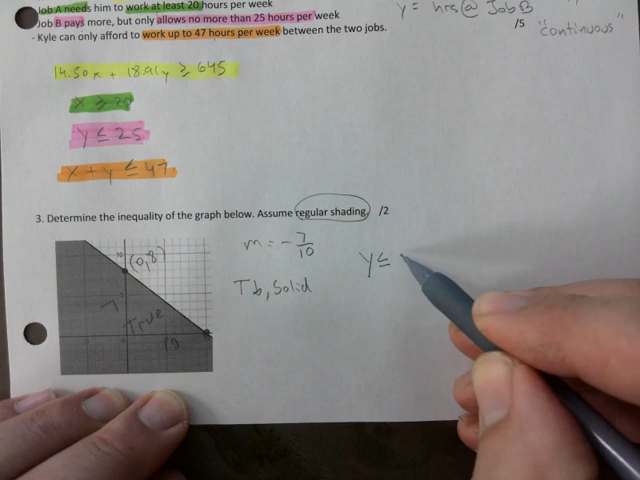 Job A needs him to work at least 20 hours per week
Job B pays more, but only allows no more than 25 hours per week
- Kyle can only afford to work up to 47 hours per week between the two jobs.
y = hrs @ Job B
/5 "continuous"
14.50x + 18.91y ≥ 645
x ≥ 20
y ≤ 25
x + y ≤ 47
3. Determine the inequality of the graph below. Assume regular shading. /2
m = -7/10
y ≤
(0,8)
Tb, Solid
7
True
10